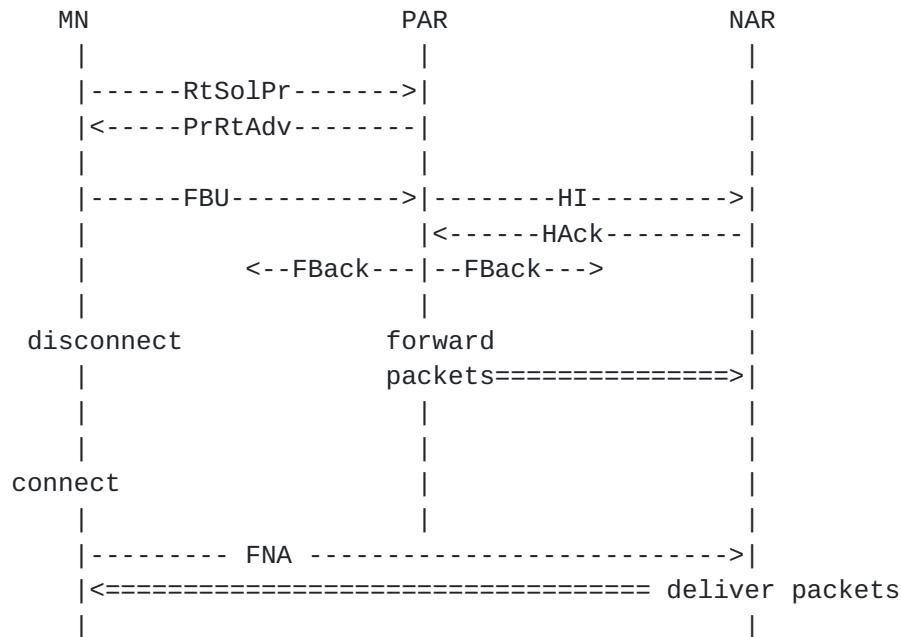 MN PAR NAR
|------RtSolPr------->|
|<-----PrRtAdv--------|
|------FBU----------->|--------HI--------->|
|<------HAck---------|
<--FBack---|--FBack--->
disconnect forward
packets===============>|
connect
|--------- FNA --------------------------->|
|<=================================== deliver packets